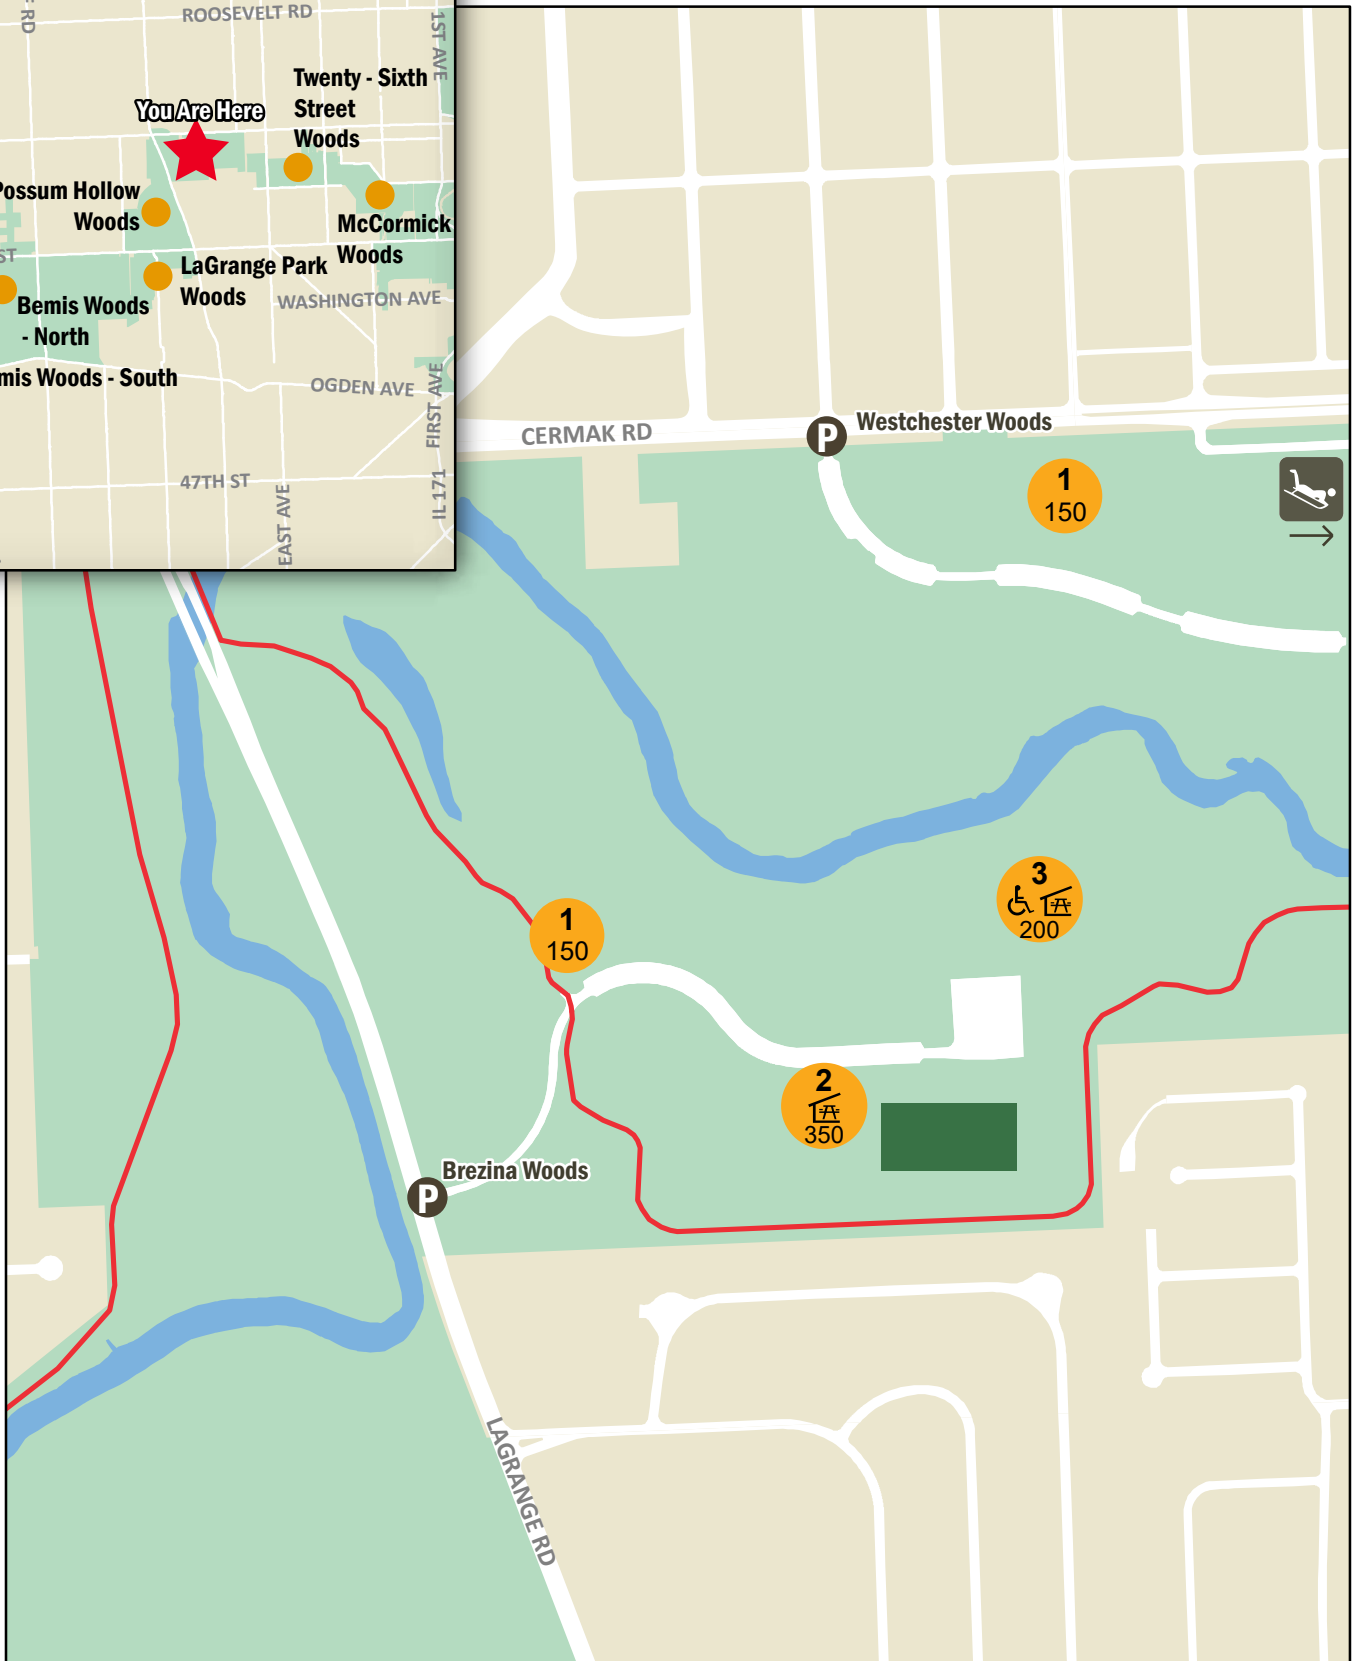 RD
ROOSEVELT RD
1ST AVE
Twenty - Sixth
Street
Woods
You Are Here
Possum Hollow
Woods
McCormick
Woods
ST
LaGrange Park
Woods
WASHINGTON AVE
Bemis Woods
- North
mis Woods - South
OGDEN AVE
FIRST AVE
47TH ST
EAST AVE
IL 171
CERMAK RD
P
Westchester Woods
1
150
3
200
1
150
2
350
Brezina Woods
P
LAGRANGE RD